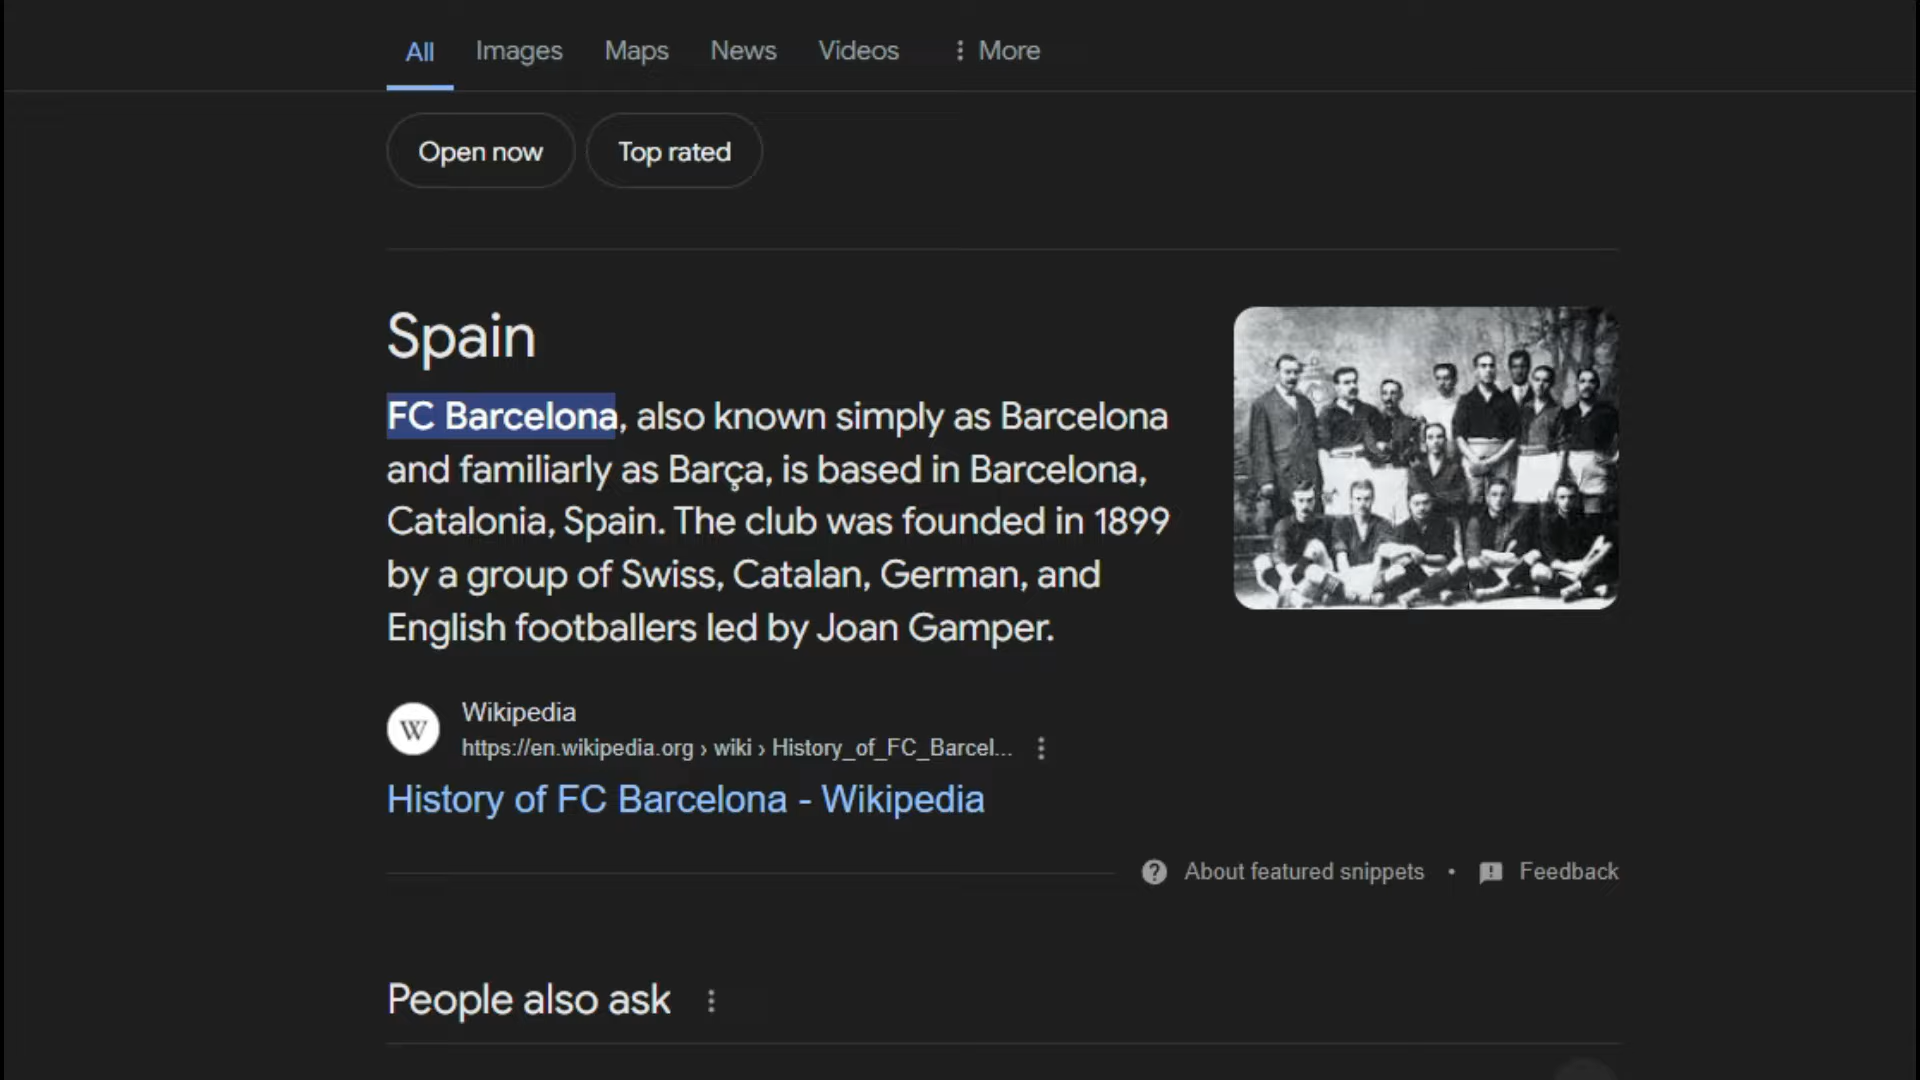 All Images Maps News Videos More
Open now Top rated
Spain
FC Barcelona, also known simply as Barcelona
and familiarly as Barça, is based in Barcelona,
Catalonia, Spain. The club was founded in 1899
by a group of Swiss, Catalan, German, and
English footballers led by Joan Gamper.
W
Wikipedia
https://en.wikipedia.org › wiki › History_of_FC_Barcel...
History of FC Barcelona - Wikipedia
About featured snippets • Feedback
People also ask